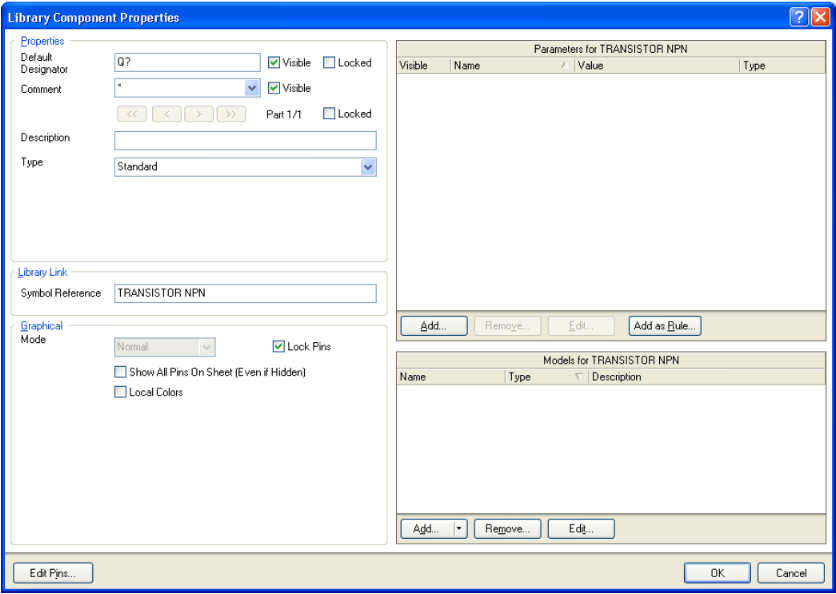 Library Component Properties
Properties
Default Designator
Q?
Visible
Locked
Comment
*
Visible
<<
<
>
>>
Part 1/1
Locked
Description
Type
Standard
Library Link
Symbol Reference
TRANSISTOR NPN
Graphical
Mode
Normal
Lock Pins
Show All Pins On Sheet (Even if Hidden)
Local Colors
Parameters for TRANSISTOR NPN
Visible Name Value Type
Add... Remove... Edit... Add as Rule...
Models for TRANSISTOR NPN
Name Type Description
Add... Remove... Edit...
Edit Pins...
OK
Cancel